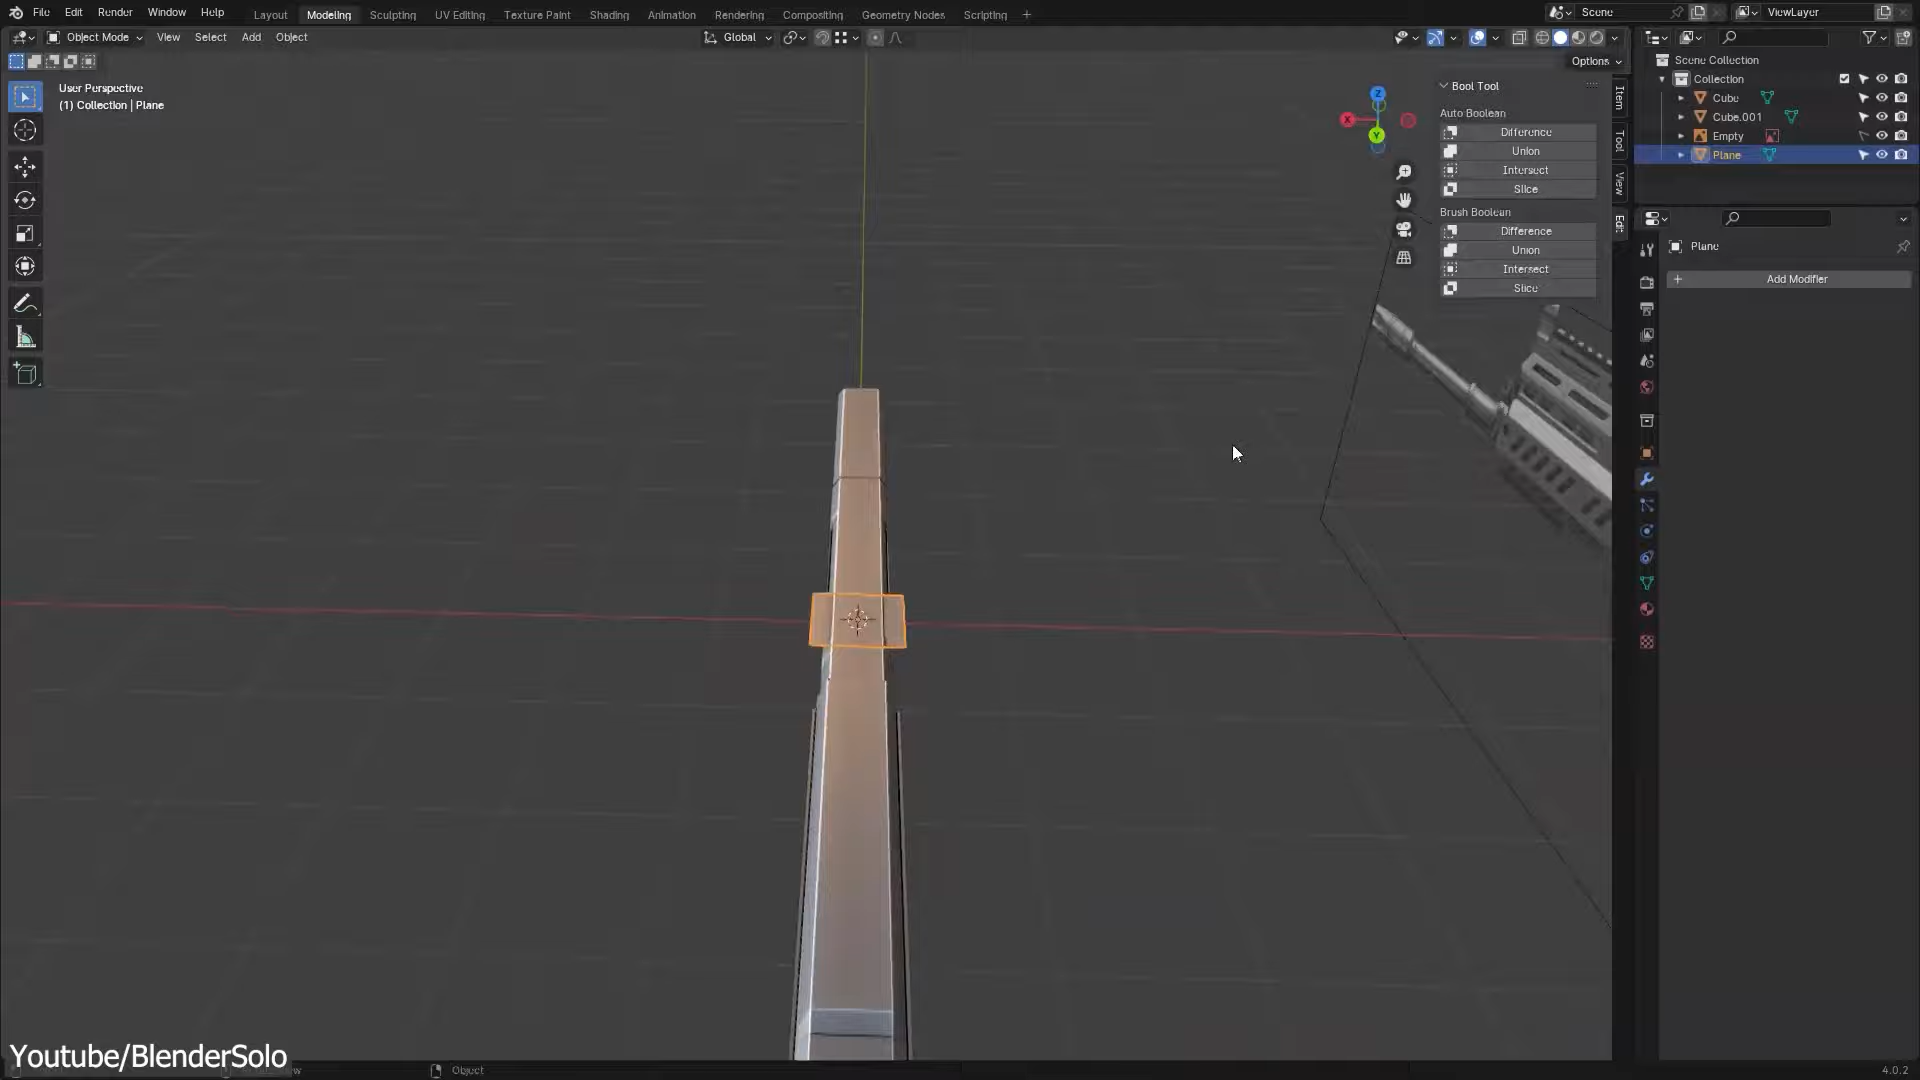 File Edit Render Window Help
Layout Modeling Sculpting UV Editing Texture Paint Shading Animation Rendering Compositing Geometry Nodes Scripting +
Scene
ViewLayer
Object Mode View Select Add Object
Global
Options
User Perspective
(1) Collection | Plane
Bool Tool
Auto Boolean
Difference
Union
Intersect
Slice
Brush Boolean
Difference
Union
Intersect
Slice
Item
Tool
View
Edit
Z
X
Y
Scene Collection
Collection
Cube
Cube.001
Empty
Plane
Plane
+ Add Modifier
Youtube/BlenderSolo
Object
4.0.2